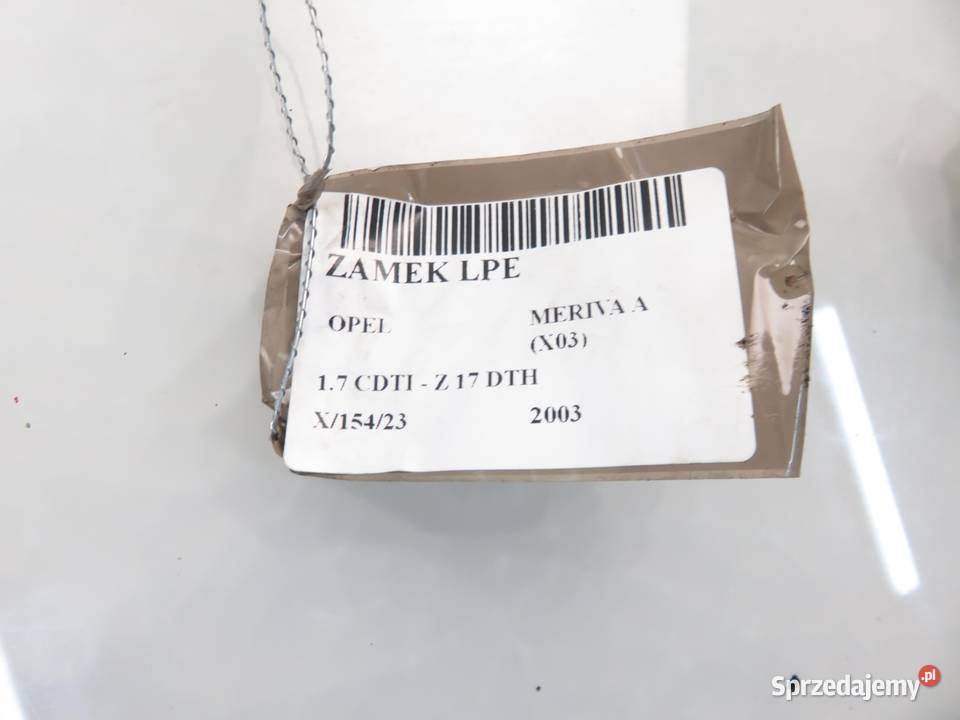 ZAMEK LPE
OPEL MERIVA A
(X03)
1.7 CDTI - Z 17 DTH
X/154/23 2003
Sprzedajemy.pl